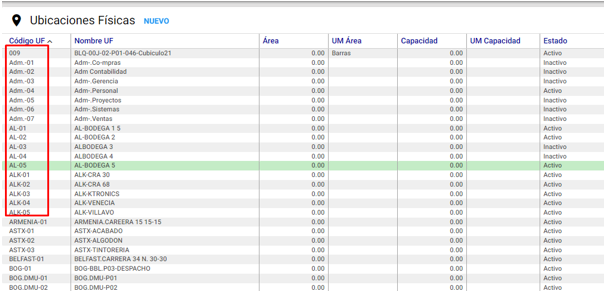 Ubicaciones Físicas NUEVO
Código UF Nombre UF Área UM Área Capacidad UM Capacidad Estado
009 BLQ-00J-02-P01-046-Cubiculo21 0.00 Barras 0.00 Activo
Adm.-01 Adm-.Co-mpras 0.00 0.00 Inactivo
Adm.-02 Adm Contabilidad 0.00 0.00 Inactivo
Adm.-03 Adm-.Gerencia 0.00 0.00 Inactivo
Adm.-04 Adm-.Personal 0.00 0.00 Activo
Adm.-05 Adm-.Proyectos 0.00 0.00 Inactivo
Adm.-06 Adm-.Sistemas 0.00 0.00 Inactivo
Adm.-07 Adm-.Ventas 0.00 0.00 Inactivo
AL-01 AL-BODEGA 1 5 0.00 0.00 Activo
AL-02 AL-BODEGA 2 0.00 0.00 Activo
AL-03 ALBODEGA 3 0.00 0.00 Inactivo
AL-04 ALBODEGA 4 0.00 0.00 Inactivo
AL-05 AL-BODEGA 5 0.00 0.00 Activo
ALK-01 ALK-CRA 30 0.00 0.00 Activo
ALK-02 ALK-CRA 68 0.00 0.00 Activo
ALK-03 ALK-KTRONICS 0.00 0.00 Activo
ALK-04 ALK-VENECIA 0.00 0.00 Activo
ALK-05 ALK-VILLAVO 0.00 0.00 Activo
ARMENIA-01 ARMENIA.CAREERA 15 15-15 0.00 0.00 Activo
ASTX-01 ASTX-ACABADO 0.00 0.00 Activo
ASTX-02 ASTX-ALGODON 0.00 0.00 Activo
ASTX-03 ASTX-TINTORERIA 0.00 0.00 Activo
BELFAST-01 BELFAST.CARRERA 34 N. 30-30 0.00 0.00 Activo
BOG-01 BOG-BBL.P03-DESPACHO 0.00 0.00 Activo
BOG.DMU-01 BOG.DMU-P01 0.00 0.00 Activo
BOG.DMU-02 BOG.DMU-P02 0.00 0.00 Activo